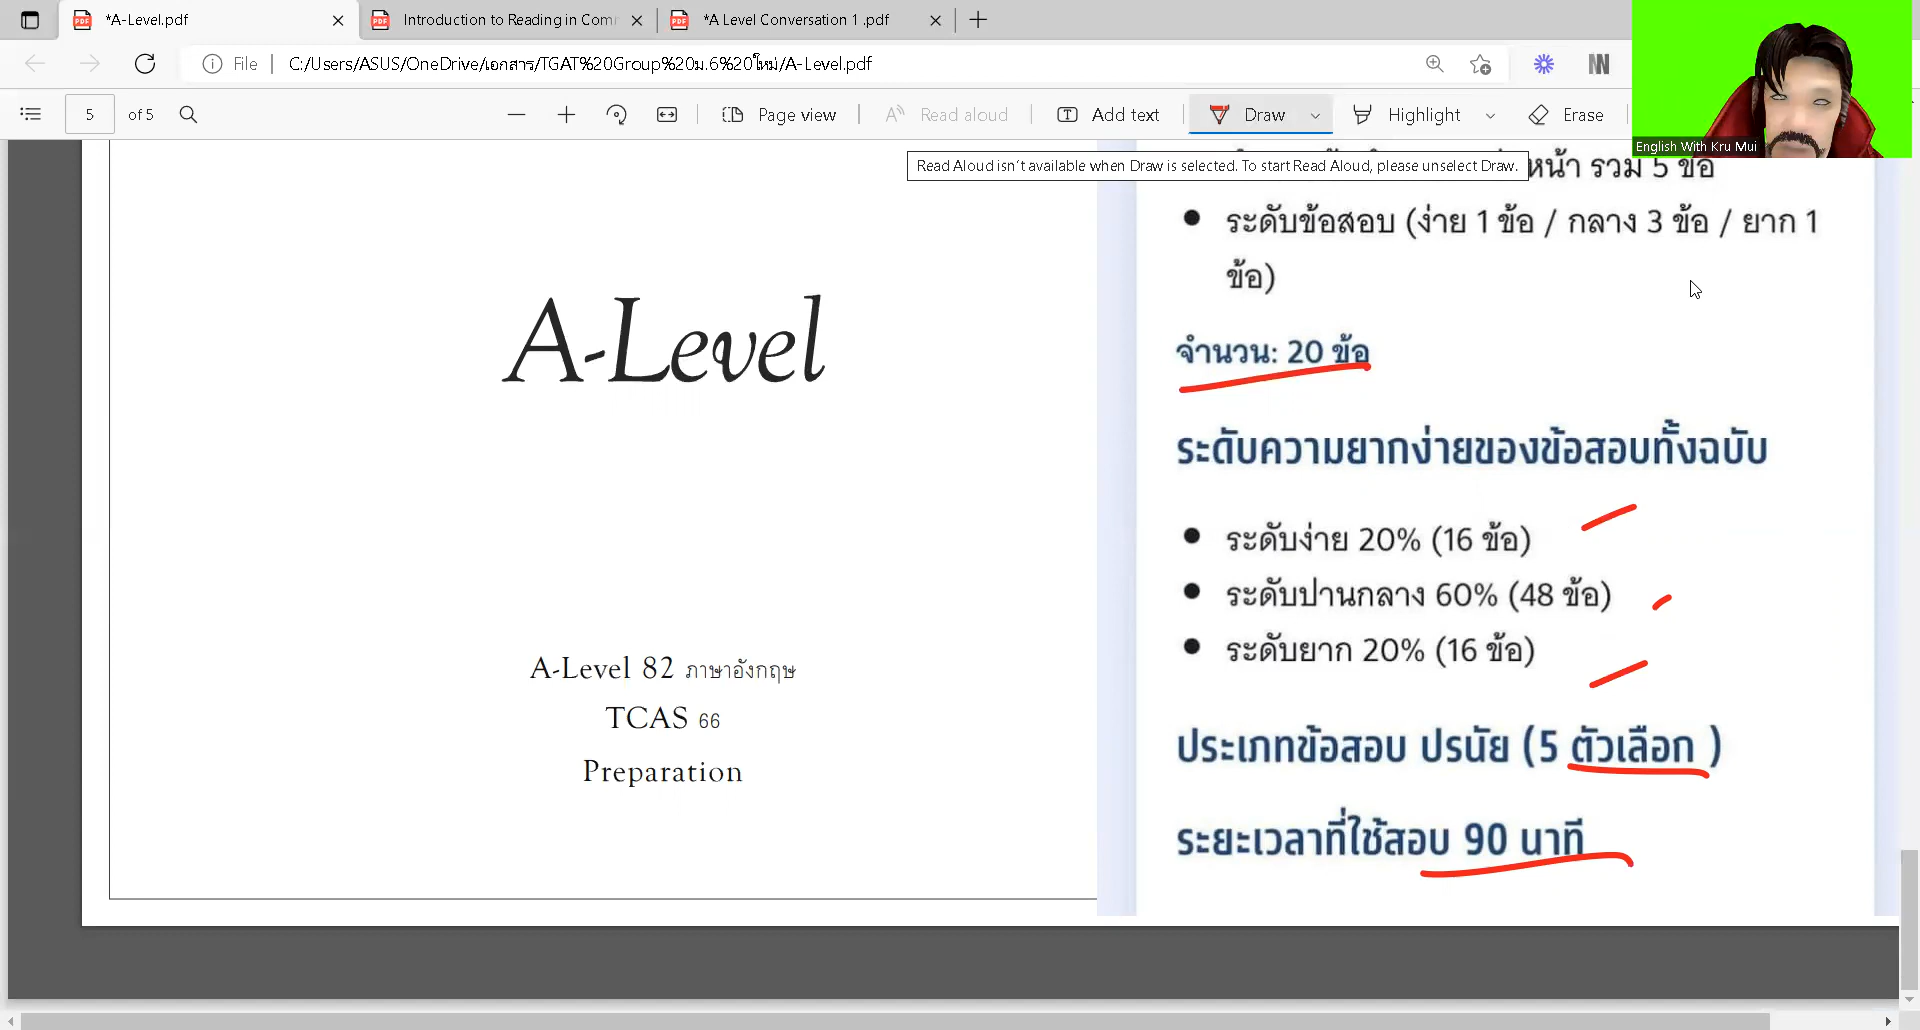 *A-Level.pdf
Introduction to Reading in Com
*A Level Conversation 1 .pdf
File
C:/Users/ASUS/OneDrive/เอกสาร/TGAT%20Group%20ม.6%20ใหม่/A-Level.pdf
5 of 5
Page view
Read aloud
Add text
Draw
Highlight
Erase
English With Kru Mui
Read Aloud isn't available when Draw is selected. To start Read Aloud, please unselect Draw.
หน้า รวม 5 ข้อ
ระดับข้อสอบ (ง่าย 1 ข้อ / กลาง 3 ข้อ / ยาก 1
ข้อ)
จำนวน: 20 ข้อ
ระดับความยากง่ายของข้อสอบทั้งฉบับ
ระดับง่าย 20% (16 ข้อ)
ระดับปานกลาง 60% (48 ข้อ)
ระดับยาก 20% (16 ข้อ)
ประเภทข้อสอบ ปรนัย (5 ตัวเลือก )
ระยะเวลาที่ใช้สอบ 90 นาที
A-Level
A-Level 82 ภาษาอังกฤษ
TCAS 66
Preparation